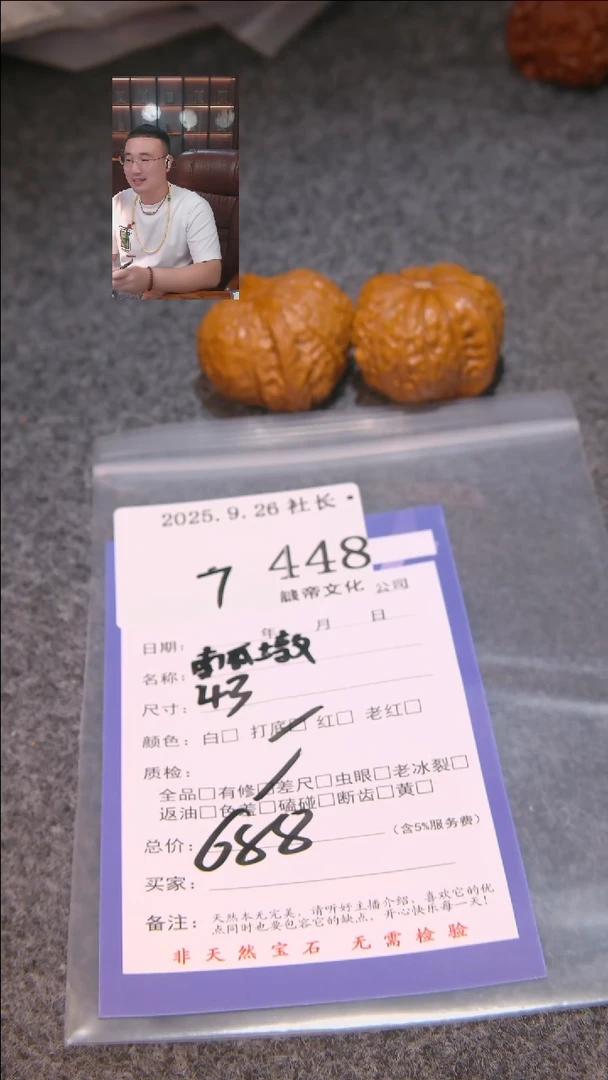 2025.9.26 社长
7 448
帝文化 公司
日期: 年 月 日
名称: 南瓜墩
尺寸: 43
颜色: 白□ 打底□ 红□ 老红□
质检:
全品□有修□差尺□虫眼□老冰裂□
返油□色差□磕碰□断齿□黄□
总价: 688 (含5%服务费)
买家:
备注: 天然本无完美，请听好主播介绍，喜欢它的优
点同时也要包容它的缺点，开心快乐每一天!
非天然宝石 无需检验